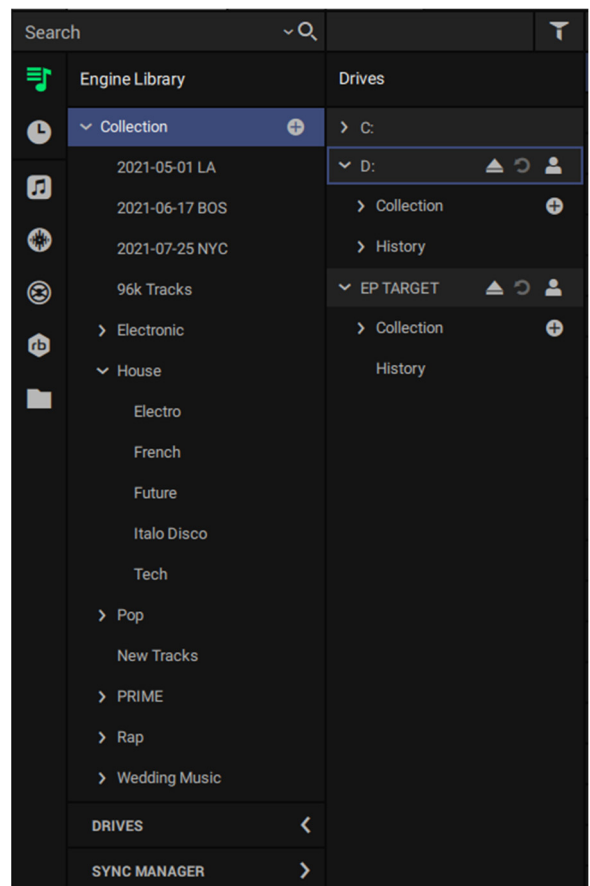 Search
Engine Library
Collection
2021-05-01 LA
2021-06-17 BOS
2021-07-25 NYC
96k Tracks
Electronic
House
Electro
French
Future
Italo Disco
Tech
Pop
New Tracks
PRIME
Rap
Wedding Music
DRIVES
SYNC MANAGER
rb
Drives
C:
D:
Collection
History
EP TARGET
Collection
History